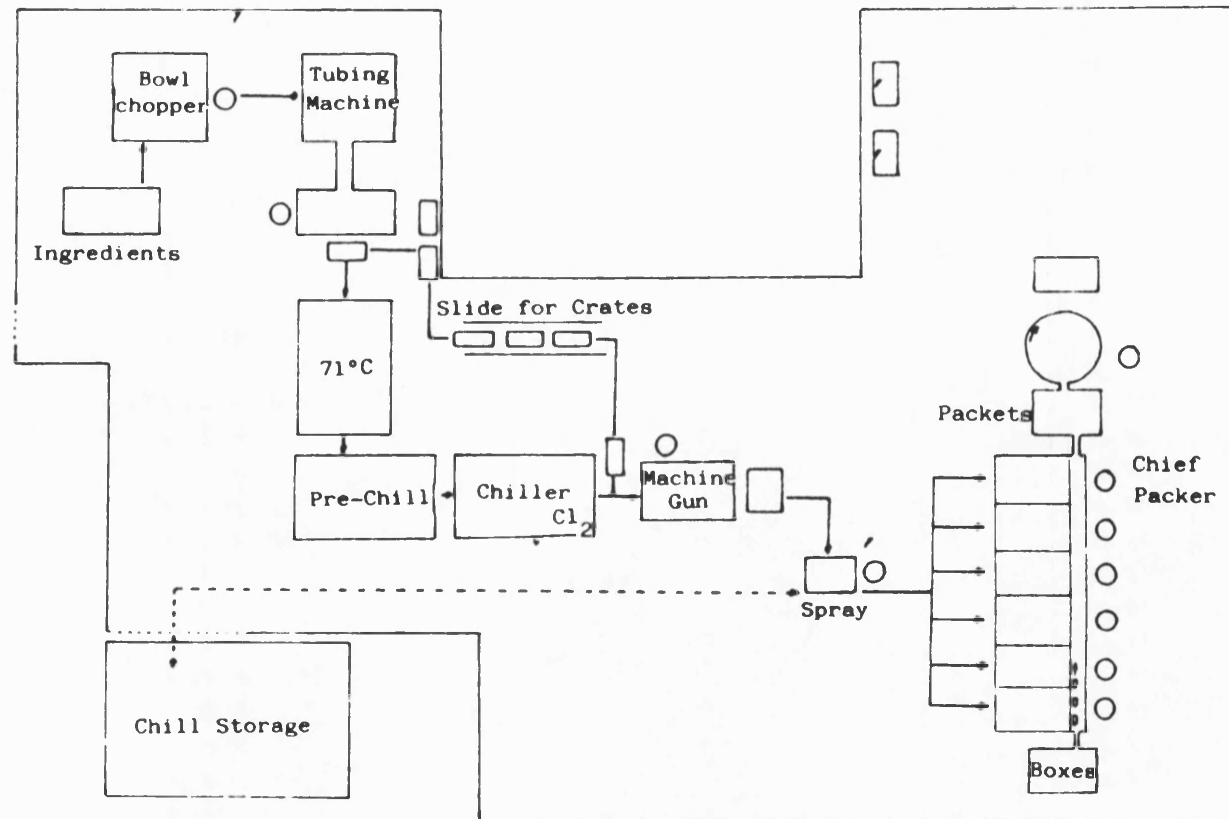 Bowl
chopper
Tubing
Machine
Ingredients
Slide for Crates
71°C
Packets
Chief
Packer
Pre-Chill
Chiller
Cl2
Machine
Gun
Spray
Chill Storage
Boxes